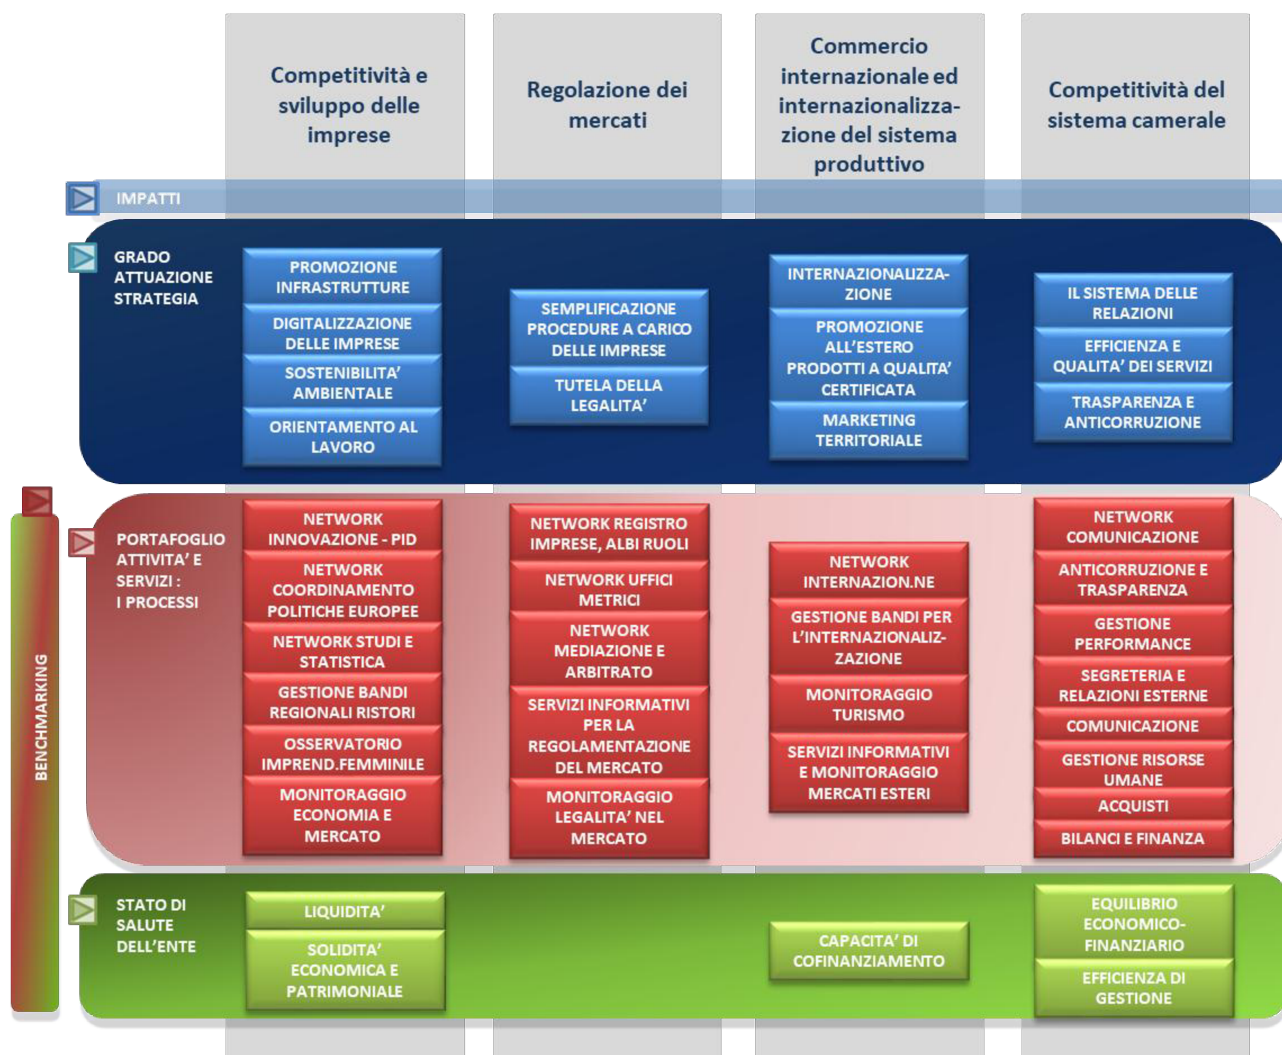 Competitività e
sviluppo delle
imprese
Regolazione dei
mercati
Commercio
internazionale ed
internazionalizza-
zione del sistema
produttivo
Competitività del
sistema camerale
IMPATTI
GRADO
ATTUAZIONE
STRATEGIA
PROMOZIONE
INFRASTRUTTURE
DIGITALIZZAZIONE
DELLE IMPRESE
SOSTENIBILITA'
AMBIENTALE
ORIENTAMENTO AL
LAVORO
SEMPLIFICAZIONE
PROCEDURE A CARICO
DELLE IMPRESE
TUTELA DELLA
LEGALITA'
INTERNAZIONALIZZA-
ZIONE
PROMOZIONE
ALL'ESTERO
PRODOTTI A QUALITA'
CERTIFICATA
MARKETING
TERRITORIALE
IL SISTEMA DELLE
RELAZIONI
EFFICIENZA E
QUALITA' DEI SERVIZI
TRASPARENZA E
ANTICORRUZIONE
BENCHMARKING
PORTAFOGLIO
ATTIVITA' E
SERVIZI :
I PROCESSI
NETWORK
INNOVAZIONE - PID
NETWORK
COORDINAMENTO
POLITICHE EUROPEE
NETWORK STUDI E
STATISTICA
GESTIONE BANDI
REGIONALI RISTORI
OSSERVATORIO
IMPREND.FEMMINILE
MONITORAGGIO
ECONOMIA E
MERCATO
NETWORK REGISTRO
IMPRESE, ALBI RUOLI
NETWORK UFFICI
METRICI
NETWORK
MEDIAZIONE E
ARBITRATO
SERVIZI INFORMATIVI
PER LA
REGOLAMENTAZIONE
DEL MERCATO
MONITORAGGIO
LEGALITA' NEL
MERCATO
NETWORK
INTERNAZION.NE
GESTIONE BANDI PER
L'INTERNAZIONALIZ-
ZAZIONE
MONITORAGGIO
TURISMO
SERVIZI INFORMATIVI
E MONITORAGGIO
MERCATI ESTERI
NETWORK
COMUNICAZIONE
ANTICORRUZIONE E
TRASPARENZA
GESTIONE
PERFORMANCE
SEGRETERIA E
RELAZIONI ESTERNE
COMUNICAZIONE
GESTIONE RISORSE
UMANE
ACQUISTI
BILANCI E FINANZA
STATO DI
SALUTE
DELL'ENTE
LIQUIDITA'
SOLIDITA'
ECONOMICA E
PATRIMONIALE
CAPACITA' DI
COFINANZIAMENTO
EQUILIBRIO
ECONOMICO-
FINANZIARIO
EFFICIENZA DI
GESTIONE